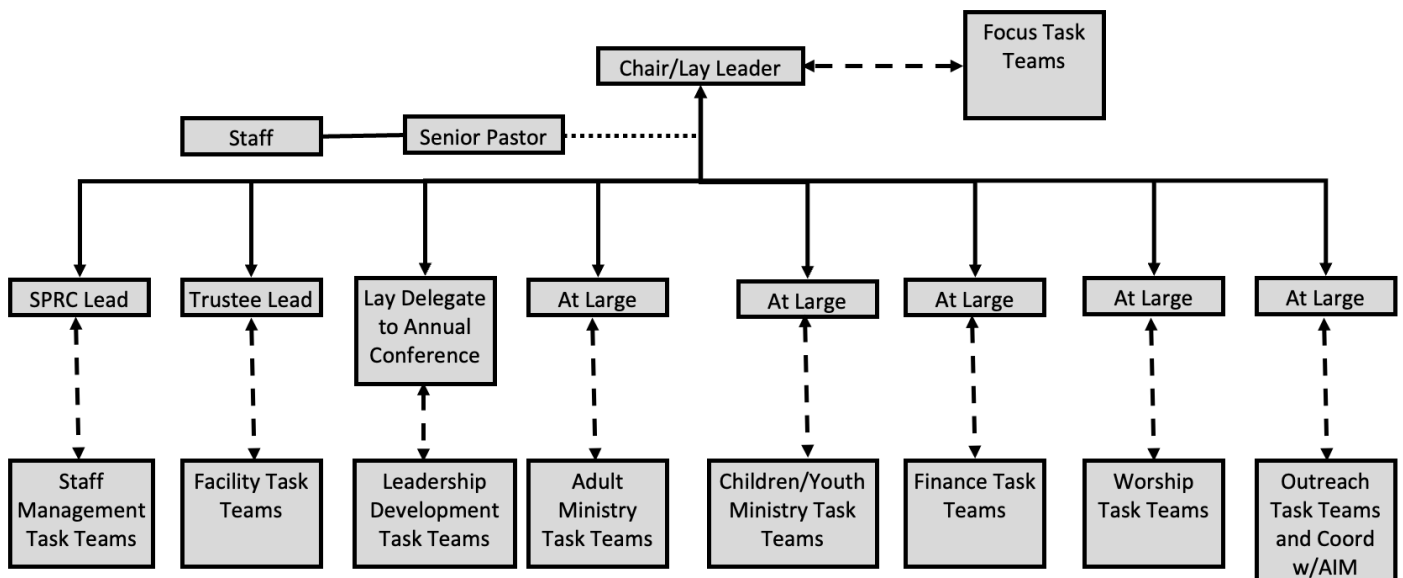 Focus Task
Teams
Chair/Lay Leader
Staff
Senior Pastor
SPRC Lead
Trustee Lead
Lay Delegate
to Annual
Conference
At Large
At Large
At Large
At Large
At Large
Staff
Management
Task Teams
Facility Task
Teams
Leadership
Development
Task Teams
Adult
Ministry
Task Teams
Children/Youth
Ministry Task
Teams
Finance Task
Teams
Worship
Task Teams
Outreach
Task Teams
and Coord
w/AIM